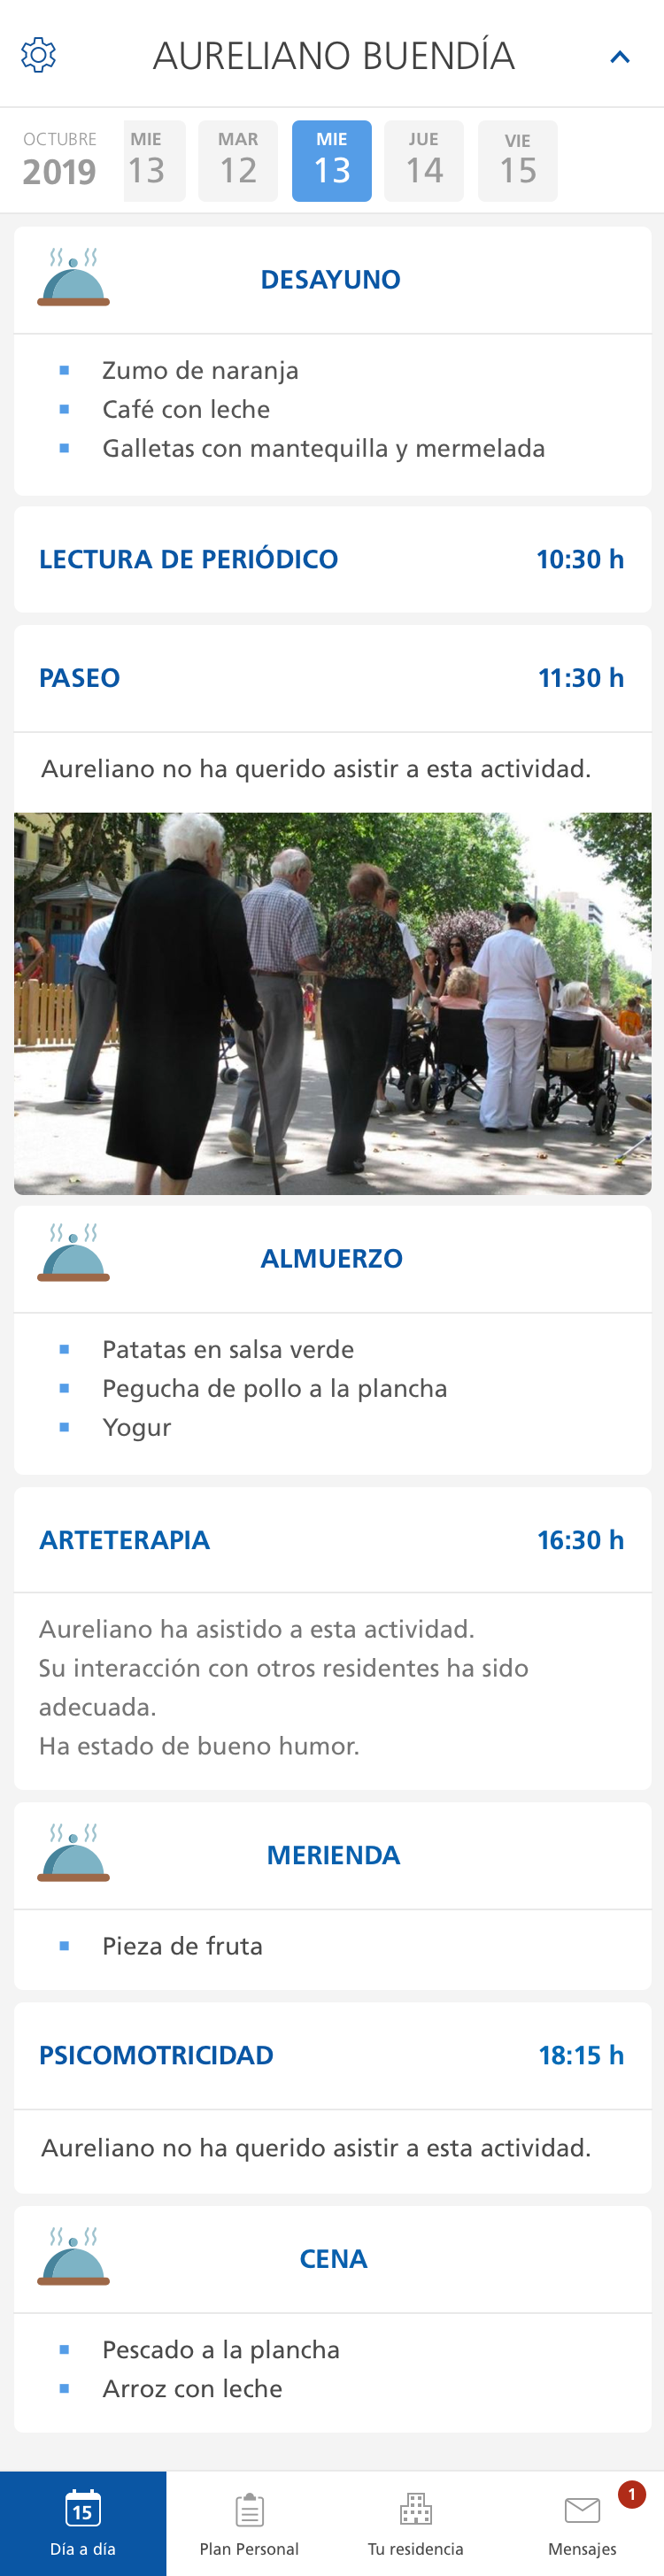 AURELIANO BUENDÍA
OCTUBRE
2019
MIE
13
MAR
12
MIE
13
JUE
14
VIE
15
DESAYUNO
Zumo de naranja
Café con leche
Galletas con mantequilla y mermelada
LECTURA DE PERIÓDICO 10:30 h
PASEO 11:30 h
Aureliano no ha querido asistir a esta actividad.
ALMUERZO
Patatas en salsa verde
Pegucha de pollo a la plancha
Yogur
ARTETERAPIA 16:30 h
Aureliano ha asistido a esta actividad.
Su interacción con otros residentes ha sido
adecuada.
Ha estado de bueno humor.
MERIENDA
Pieza de fruta
PSICOMOTRICIDAD 18:15 h
Aureliano no ha querido asistir a esta actividad.
CENA
Pescado a la plancha
Arroz con leche
15
Día a día
Plan Personal
Tu residencia
1
Mensajes